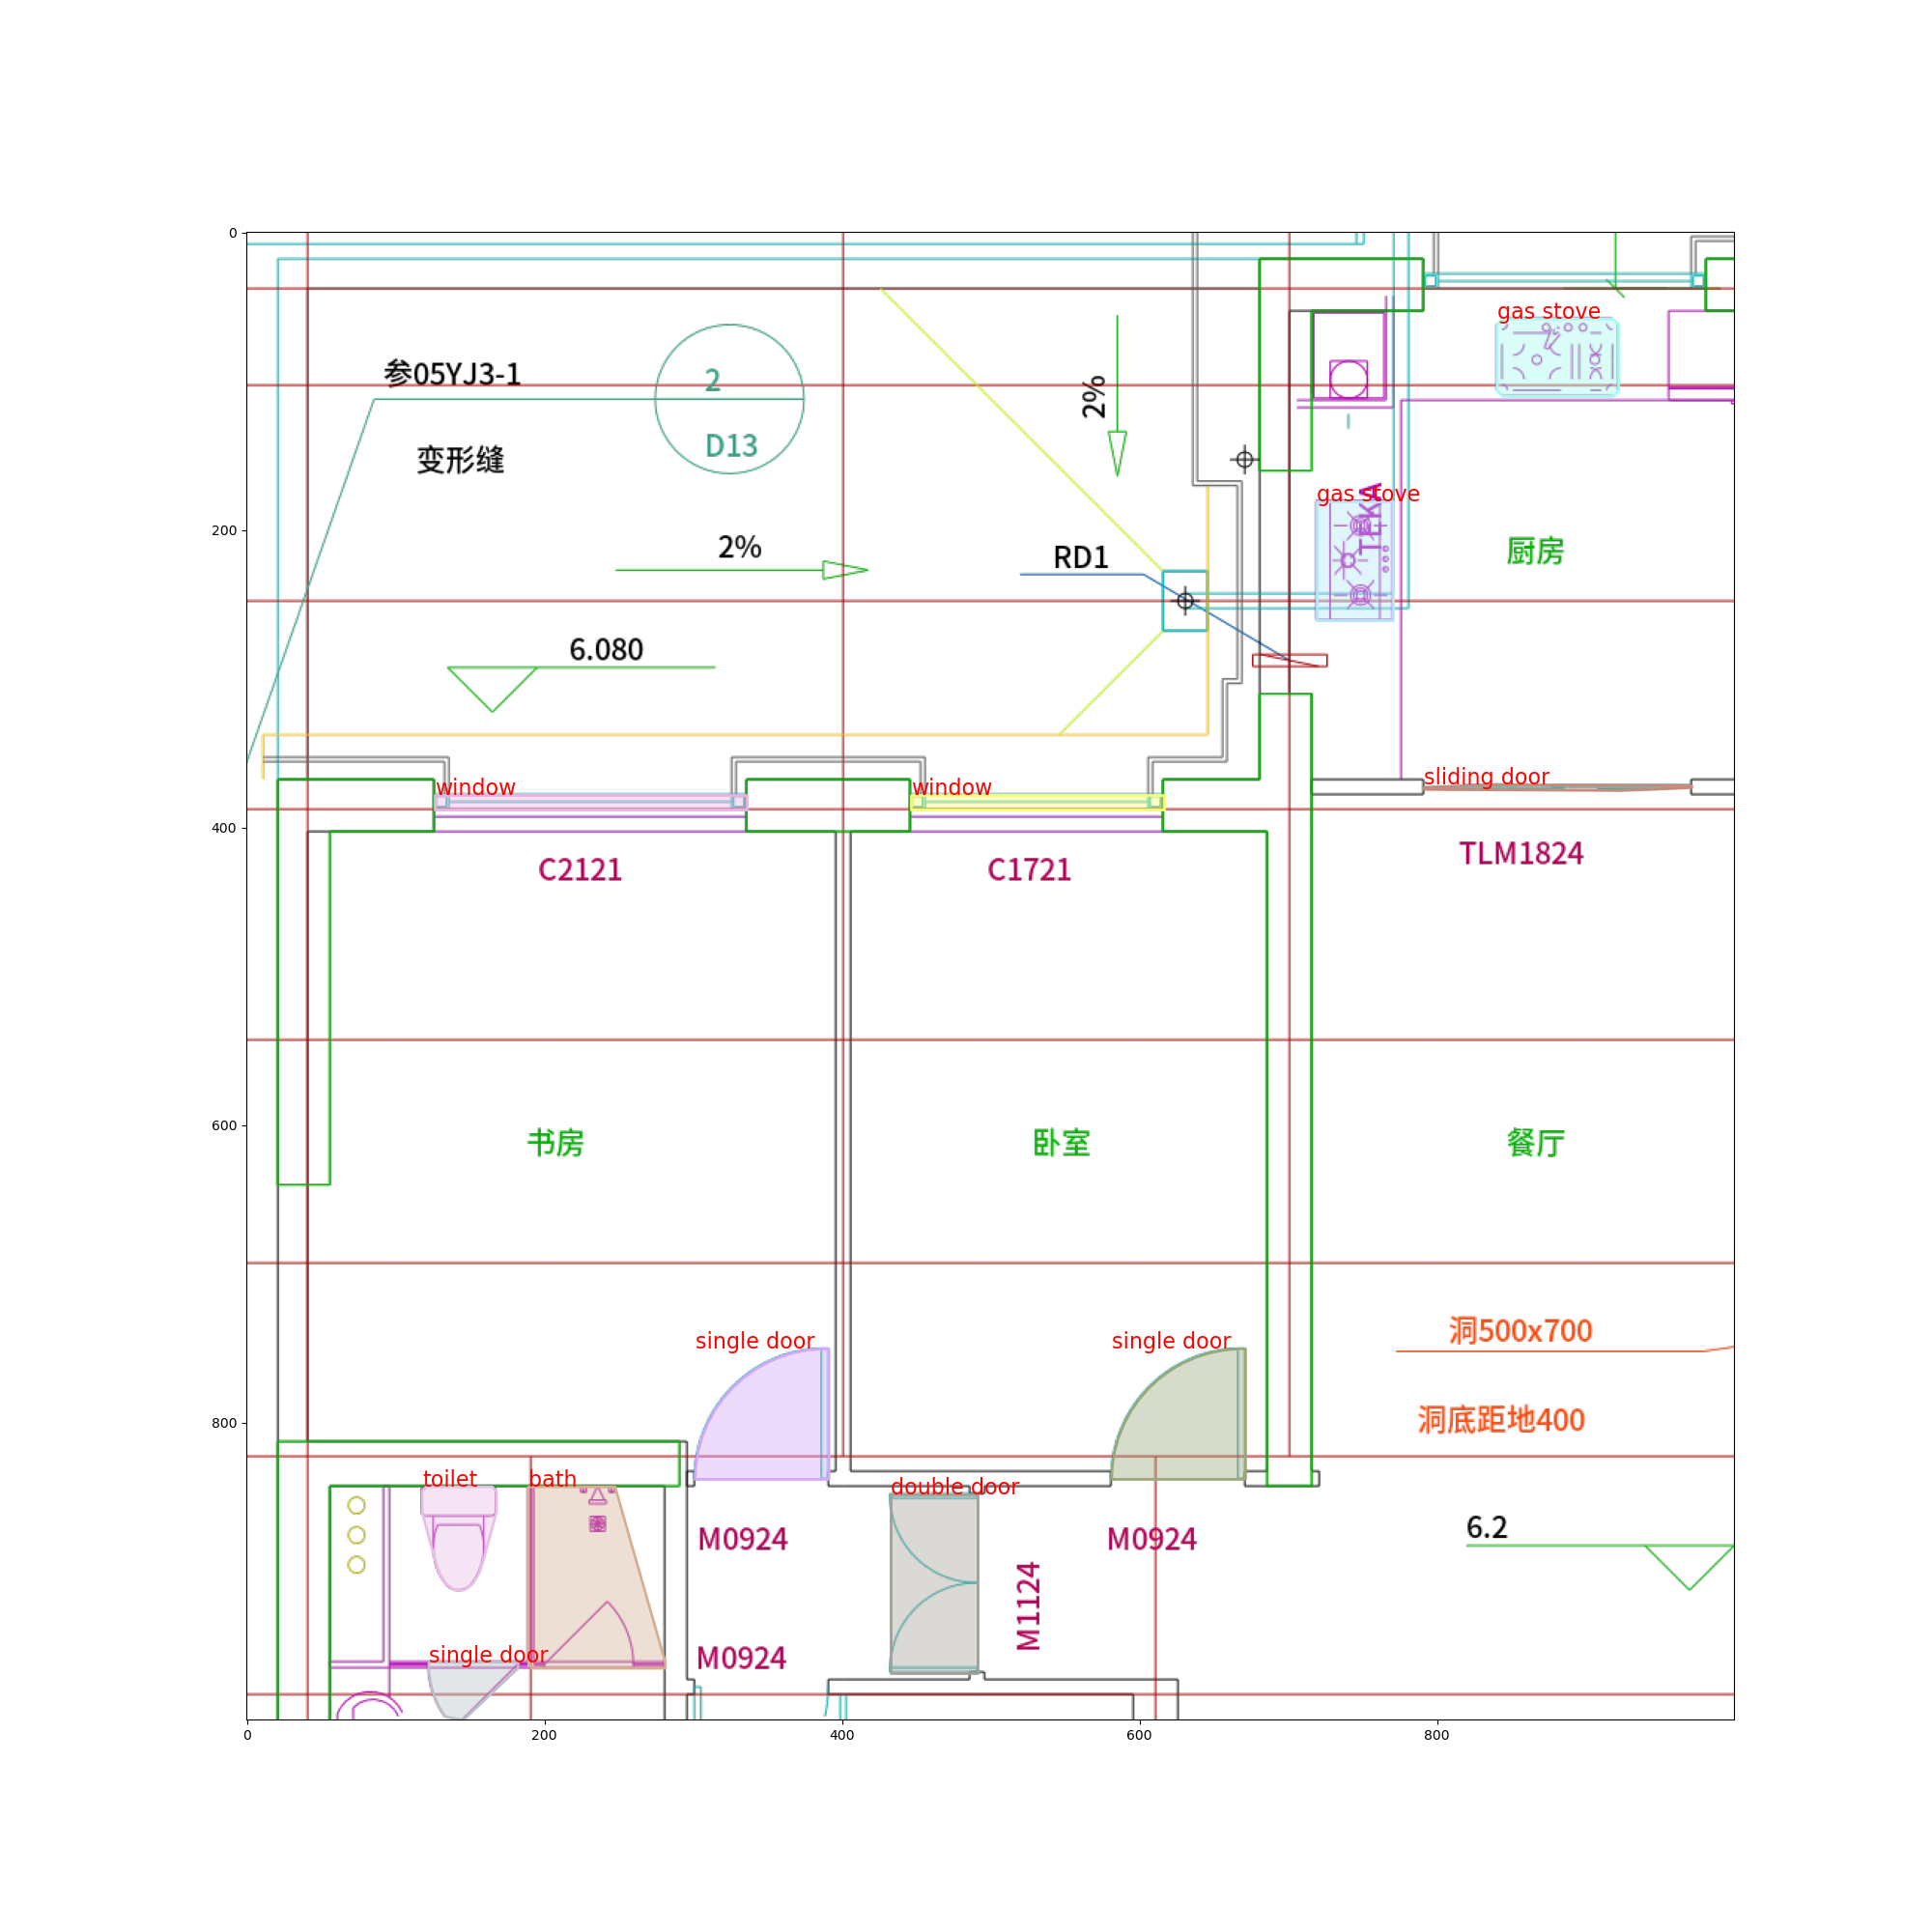 0
gas stove
参05YJ3-1
2
2%
D13
变形缝
200
gas stove
TEKA
2%
RD1
厨房
6.080
window
window
sliding door
400
C2121
C1721
TLM1824
600
书房
卧室
餐厅
single door
single door
洞500x700
800
洞底距地400
toilet
bath
double door
M0924
M0924
6.2
M1124
single door
M0924
0
200
400
600
800